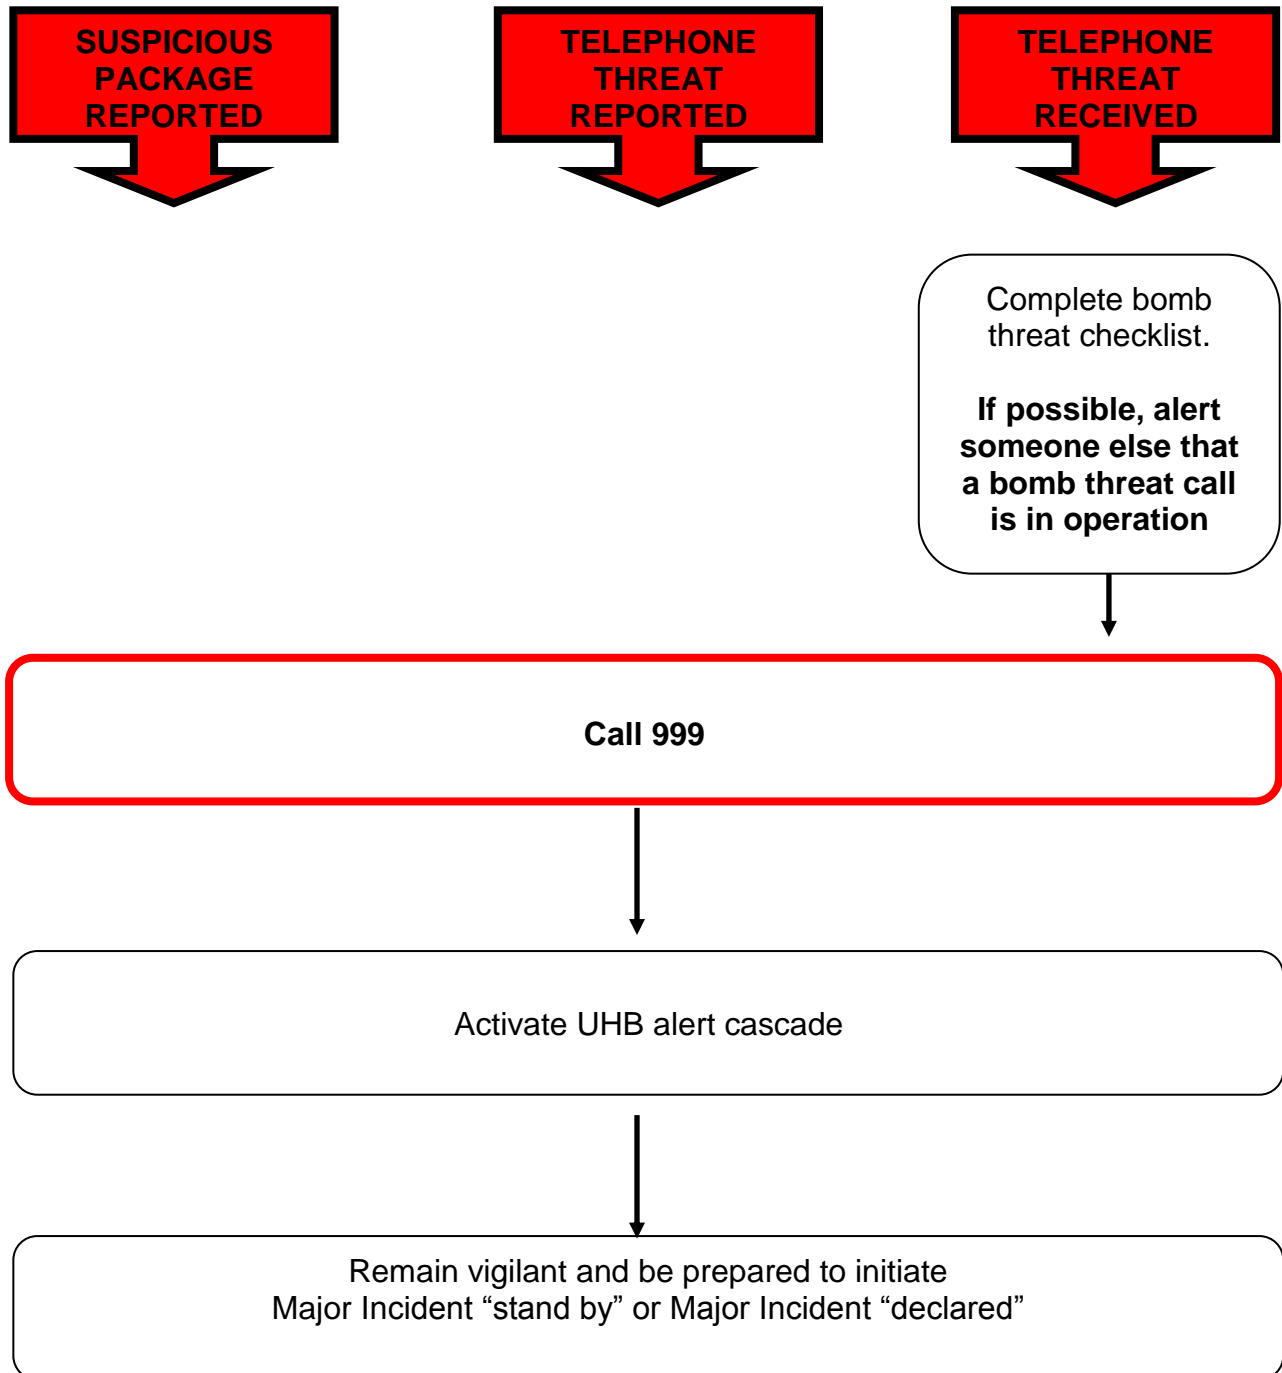 SUSPICIOUS
PACKAGE
REPORTED
TELEPHONE
THREAT
REPORTED
TELEPHONE
THREAT
RECEIVED
Complete bomb
threat checklist.
If possible, alert
someone else that
a bomb threat call
is in operation
Call 999
Activate UHB alert cascade
Remain vigilant and be prepared to initiate
Major Incident “stand by” or Major Incident “declared”